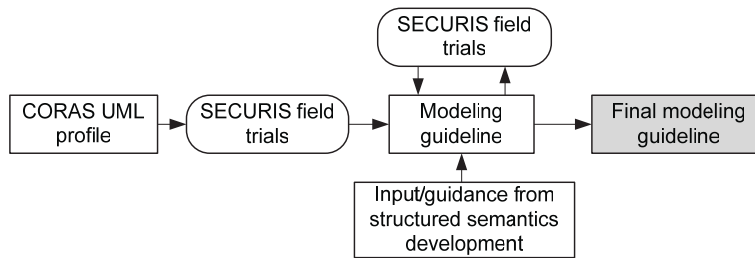 SECURIS field
trials
CORAS UML
profile
SECURIS field
trials
Modeling
guideline
Final modeling
guideline
Input/guidance from
structured semantics
development